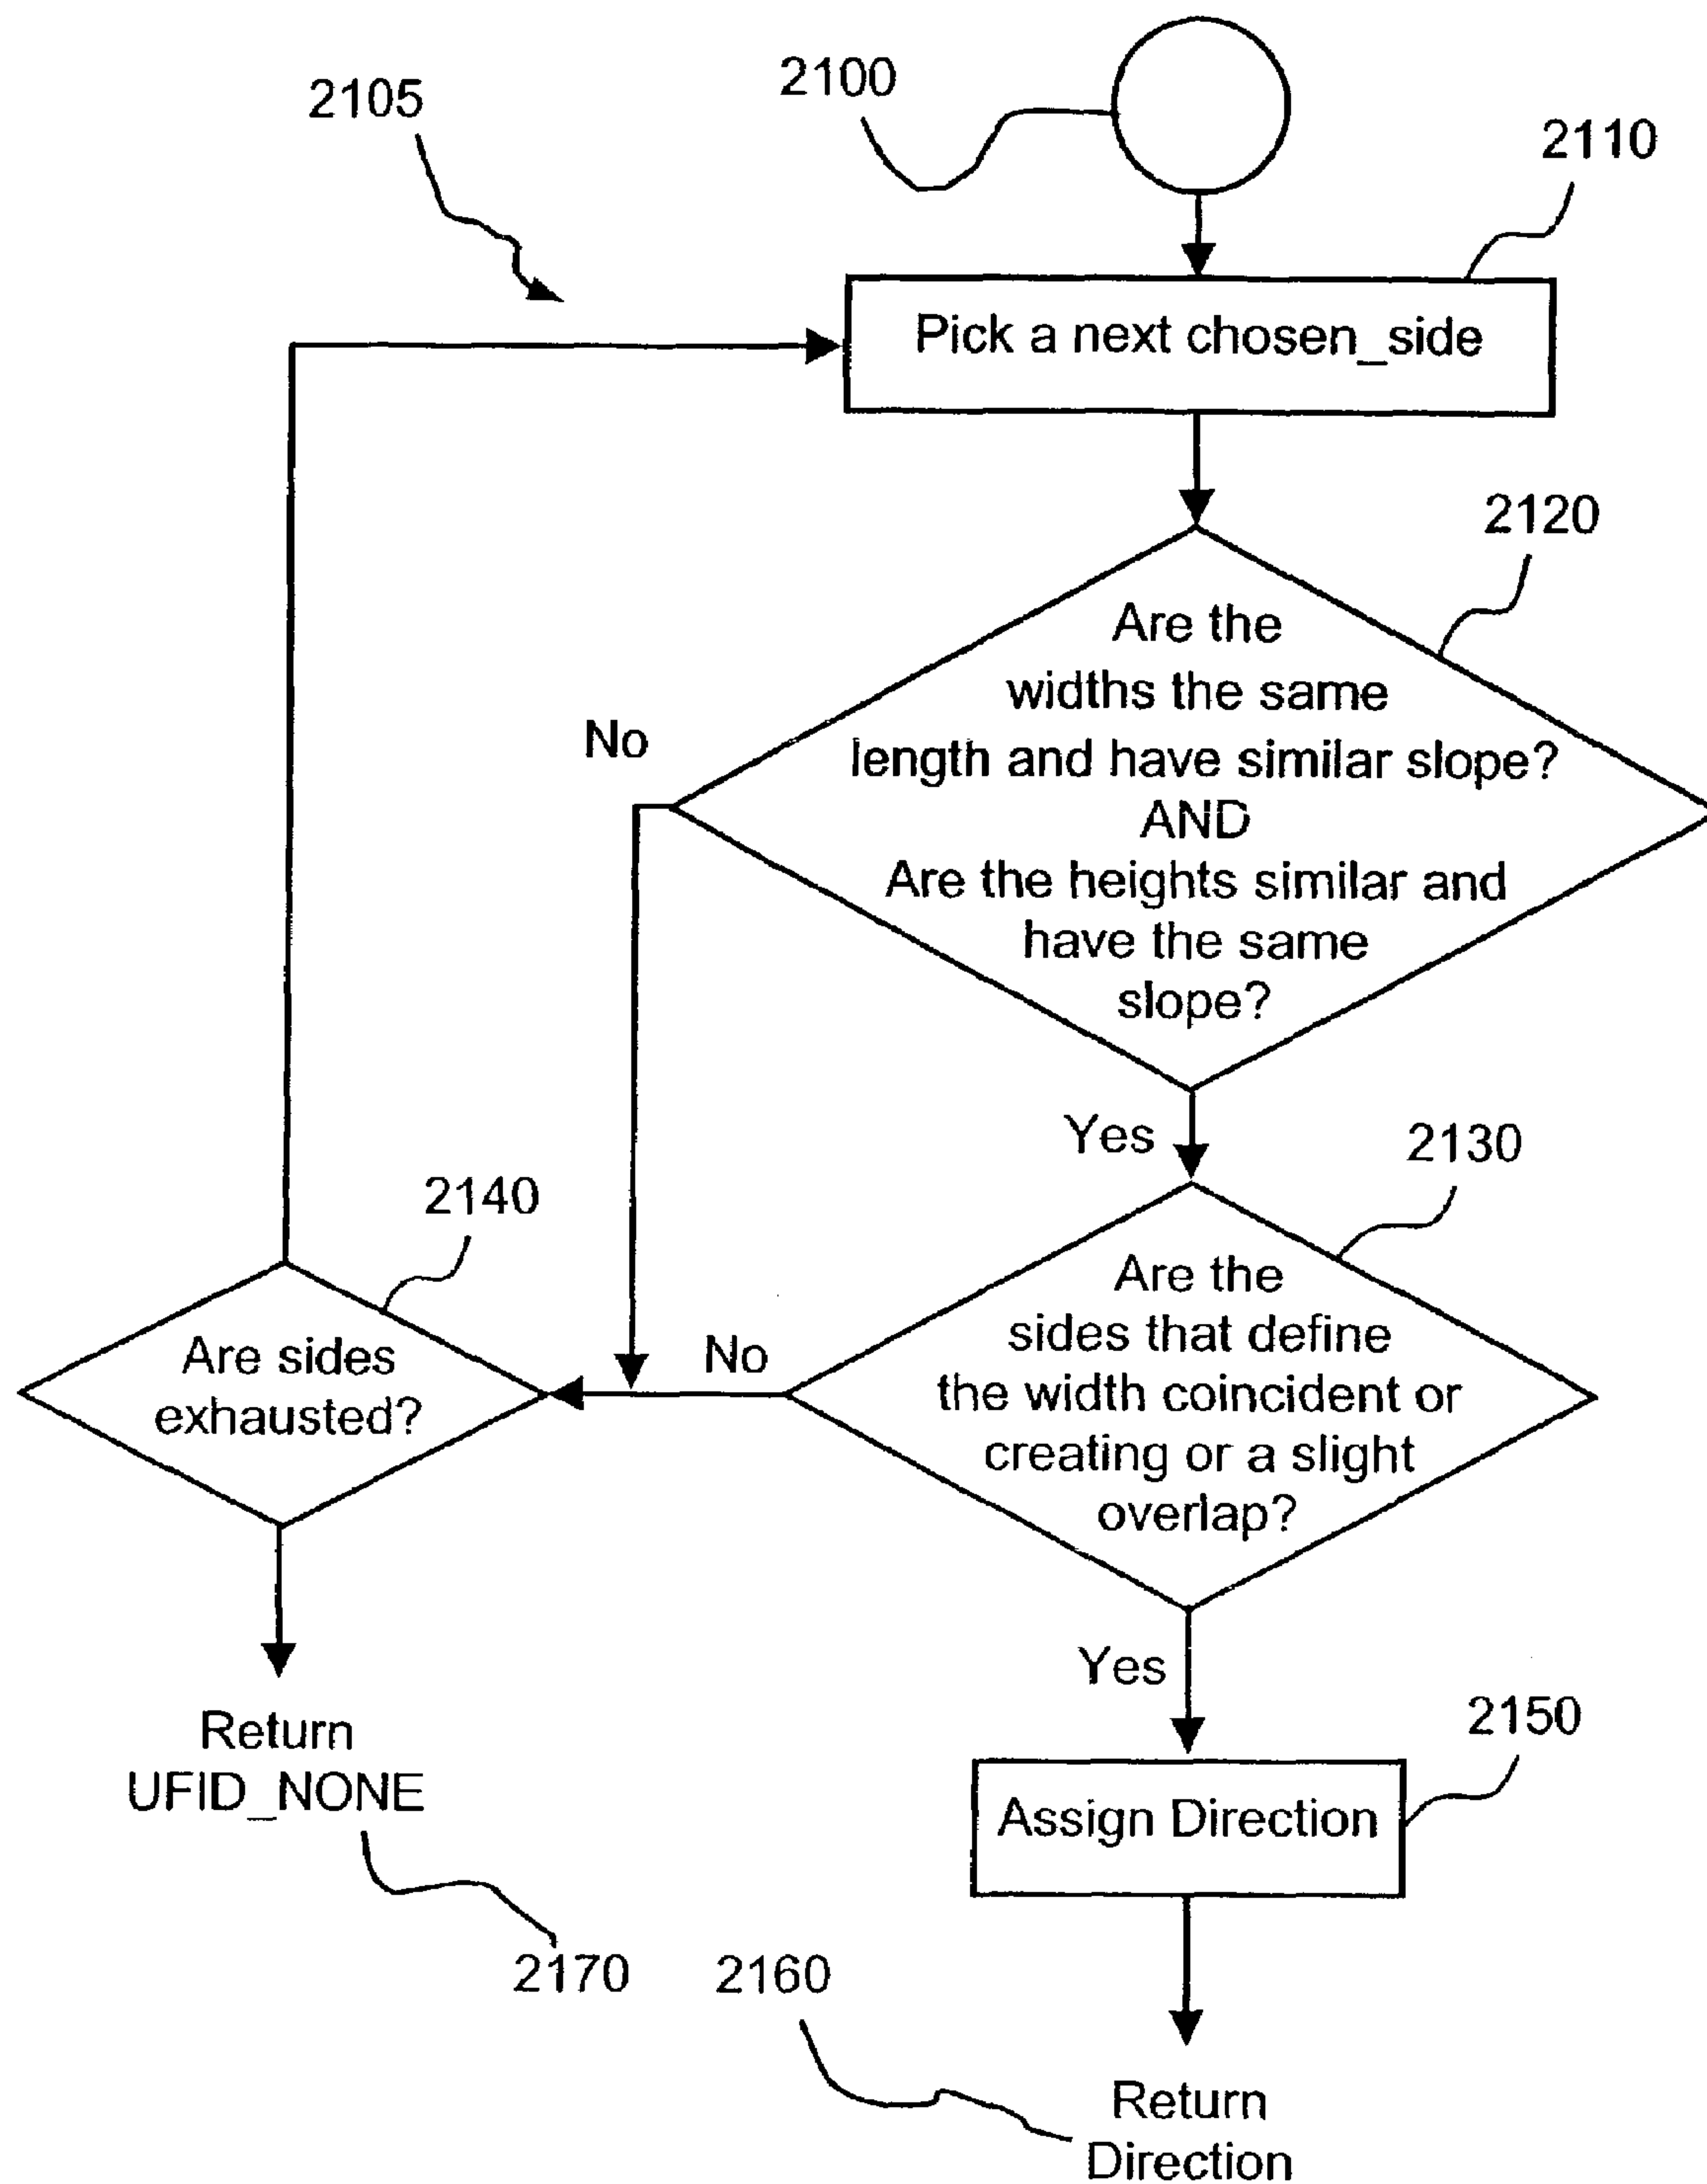 2100
2105
2110
Pick a next chosen_side
2120
Are the
widths the same
length and have similar slope?
AND
Are the heights similar and
have the same
slope?
No
Yes
2130
Are the
sides that define
the width coincident or
creating or a slight
overlap?
No
2140
Are sides
exhausted?
Yes
2150
Assign Direction
Return
UFID_NONE
2170
2160
Return
Direction